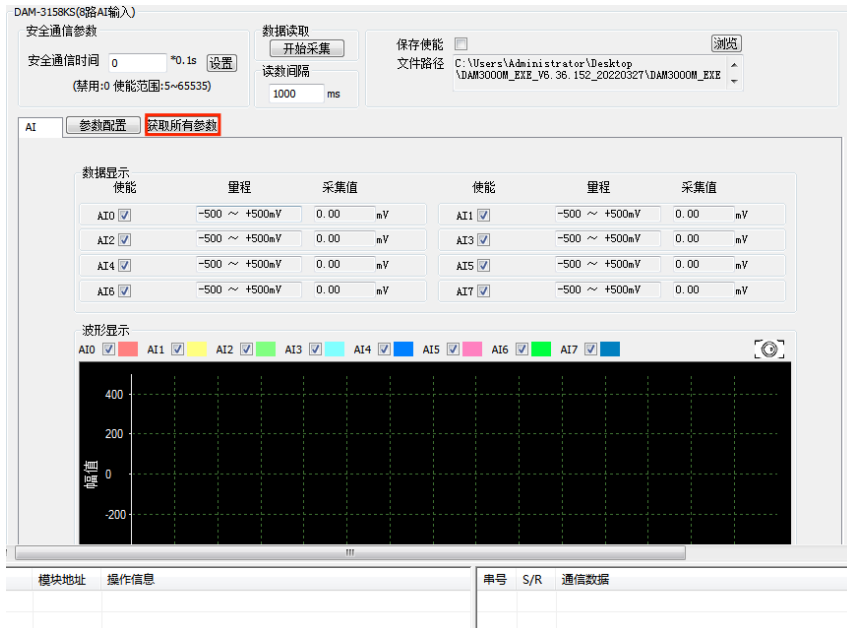 DAM-3158KS(8路AI输入)
安全通信参数
安全通信时间 0 *0.1s 设置
(禁用:0 使能范围:5~65535)
数据读取
开始采集
读数间隔
1000 ms
保存使能 浏览
文件路径 C:\Users\Administrator\Desktop
\DAM3000M_EXE_V6.36.152_20220327\DAM3000M_EXE
AI 参数配置 获取所有参数
数据显示
使能 量程 采集值 使能 量程 采集值
AI0 -500 ~ +500mV 0.00 mV AI1 -500 ~ +500mV 0.00 mV
AI2 -500 ~ +500mV 0.00 mV AI3 -500 ~ +500mV 0.00 mV
AI4 -500 ~ +500mV 0.00 mV AI5 -500 ~ +500mV 0.00 mV
AI6 -500 ~ +500mV 0.00 mV AI7 -500 ~ +500mV 0.00 mV
波形显示
AI0 AI1 AI2 AI3 AI4 AI5 AI6 AI7
400
200
幅值
0
-200
模块地址 操作信息 串号 S/R 通信数据